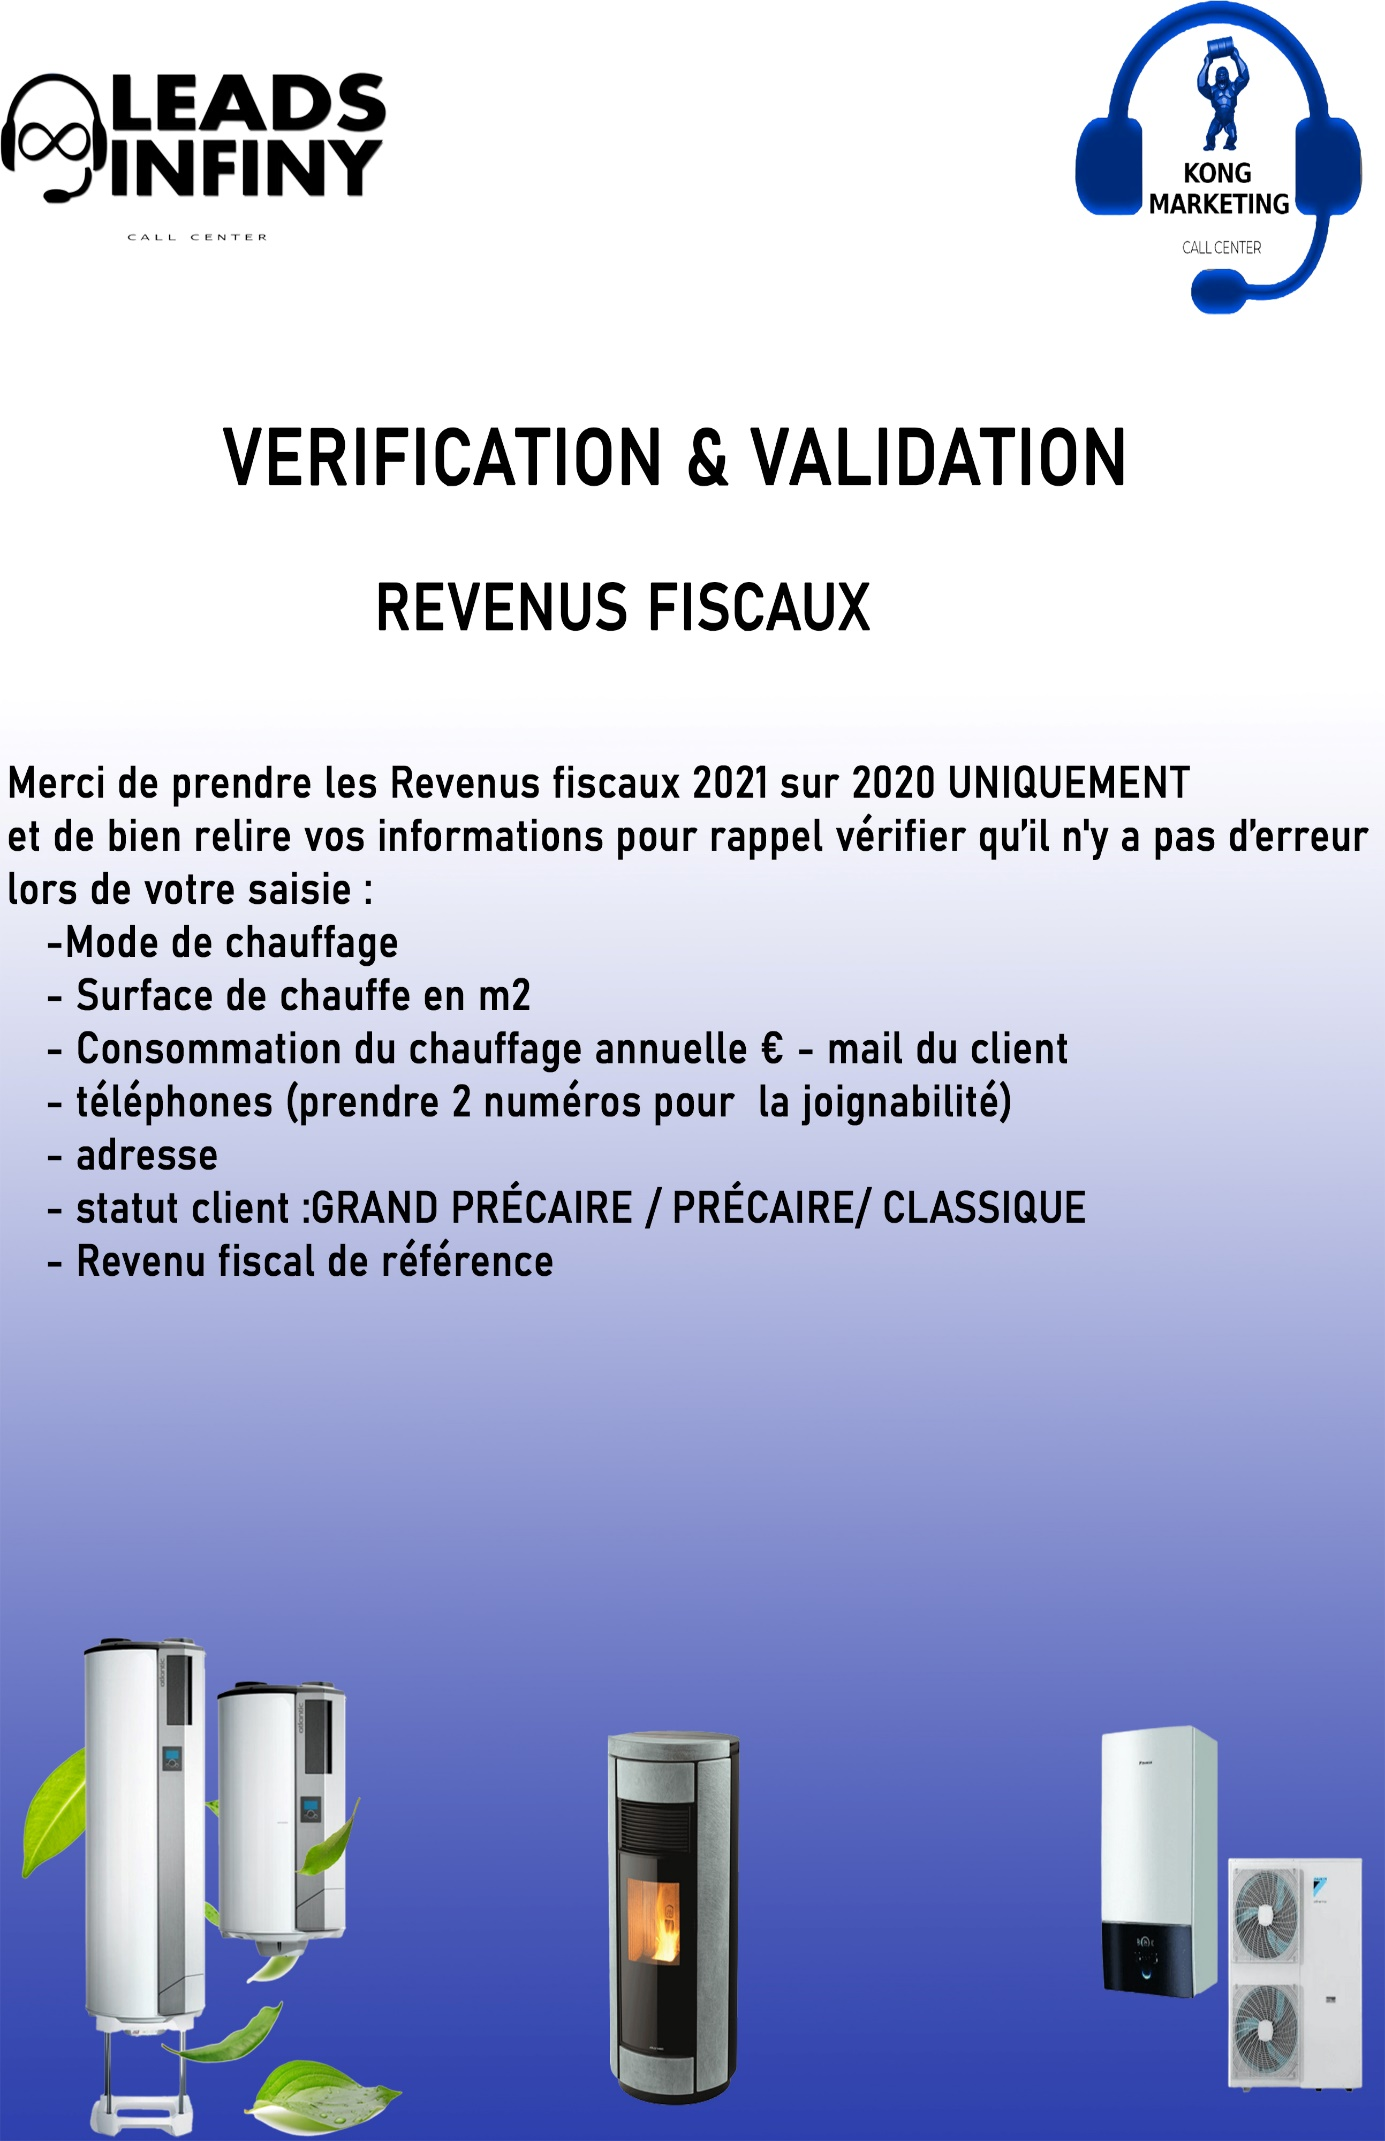 LEADS
INFINY
CALL CENTER
KONG
MARKETING
CALL CENTER
VERIFICATION & VALIDATION
REVENUS FISCAUX
Merci de prendre les Revenus fiscaux 2021 sur 2020 UNIQUEMENT
et de bien relire vos informations pour rappel vérifier qu’il n'y a pas d’erreur
lors de votre saisie :
-Mode de chauffage
- Surface de chauffe en m2
- Consommation du chauffage annuelle € - mail du client
- téléphones (prendre 2 numéros pour  la joignabilité)
- adresse
- statut client :GRAND PRÉCAIRE / PRÉCAIRE/ CLASSIQUE
- Revenu fiscal de référence
atlantic
atlantic